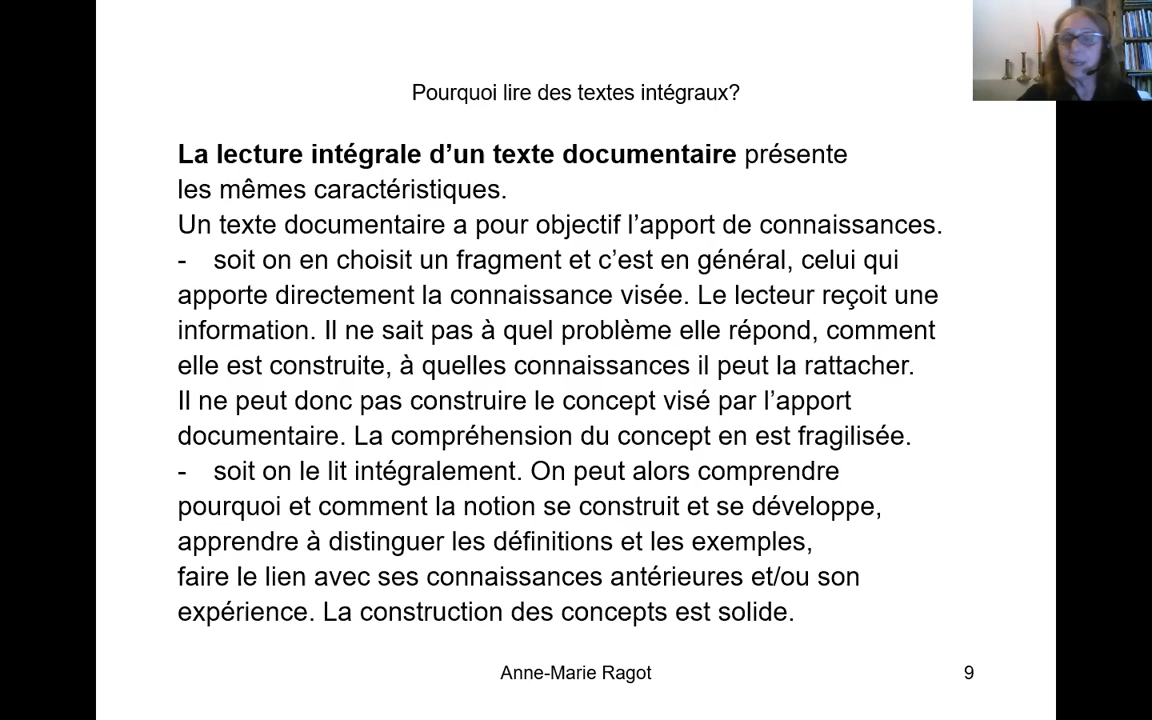 Pourquoi lire des textes intégraux?
La lecture intégrale d’un texte documentaire présente
les mêmes caractéristiques.
Un texte documentaire a pour objectif l’apport de connaissances.
- soit on en choisit un fragment et c’est en général, celui qui
apporte directement la connaissance visée. Le lecteur reçoit une
information. Il ne sait pas à quel problème elle répond, comment
elle est construite, à quelles connaissances il peut la rattacher.
Il ne peut donc pas construire le concept visé par l’apport
documentaire. La compréhension du concept en est fragilisée.
- soit on le lit intégralement. On peut alors comprendre
pourquoi et comment la notion se construit et se développe,
apprendre à distinguer les définitions et les exemples,
faire le lien avec ses connaissances antérieures et/ou son
expérience. La construction des concepts est solide.
Anne-Marie Ragot 9